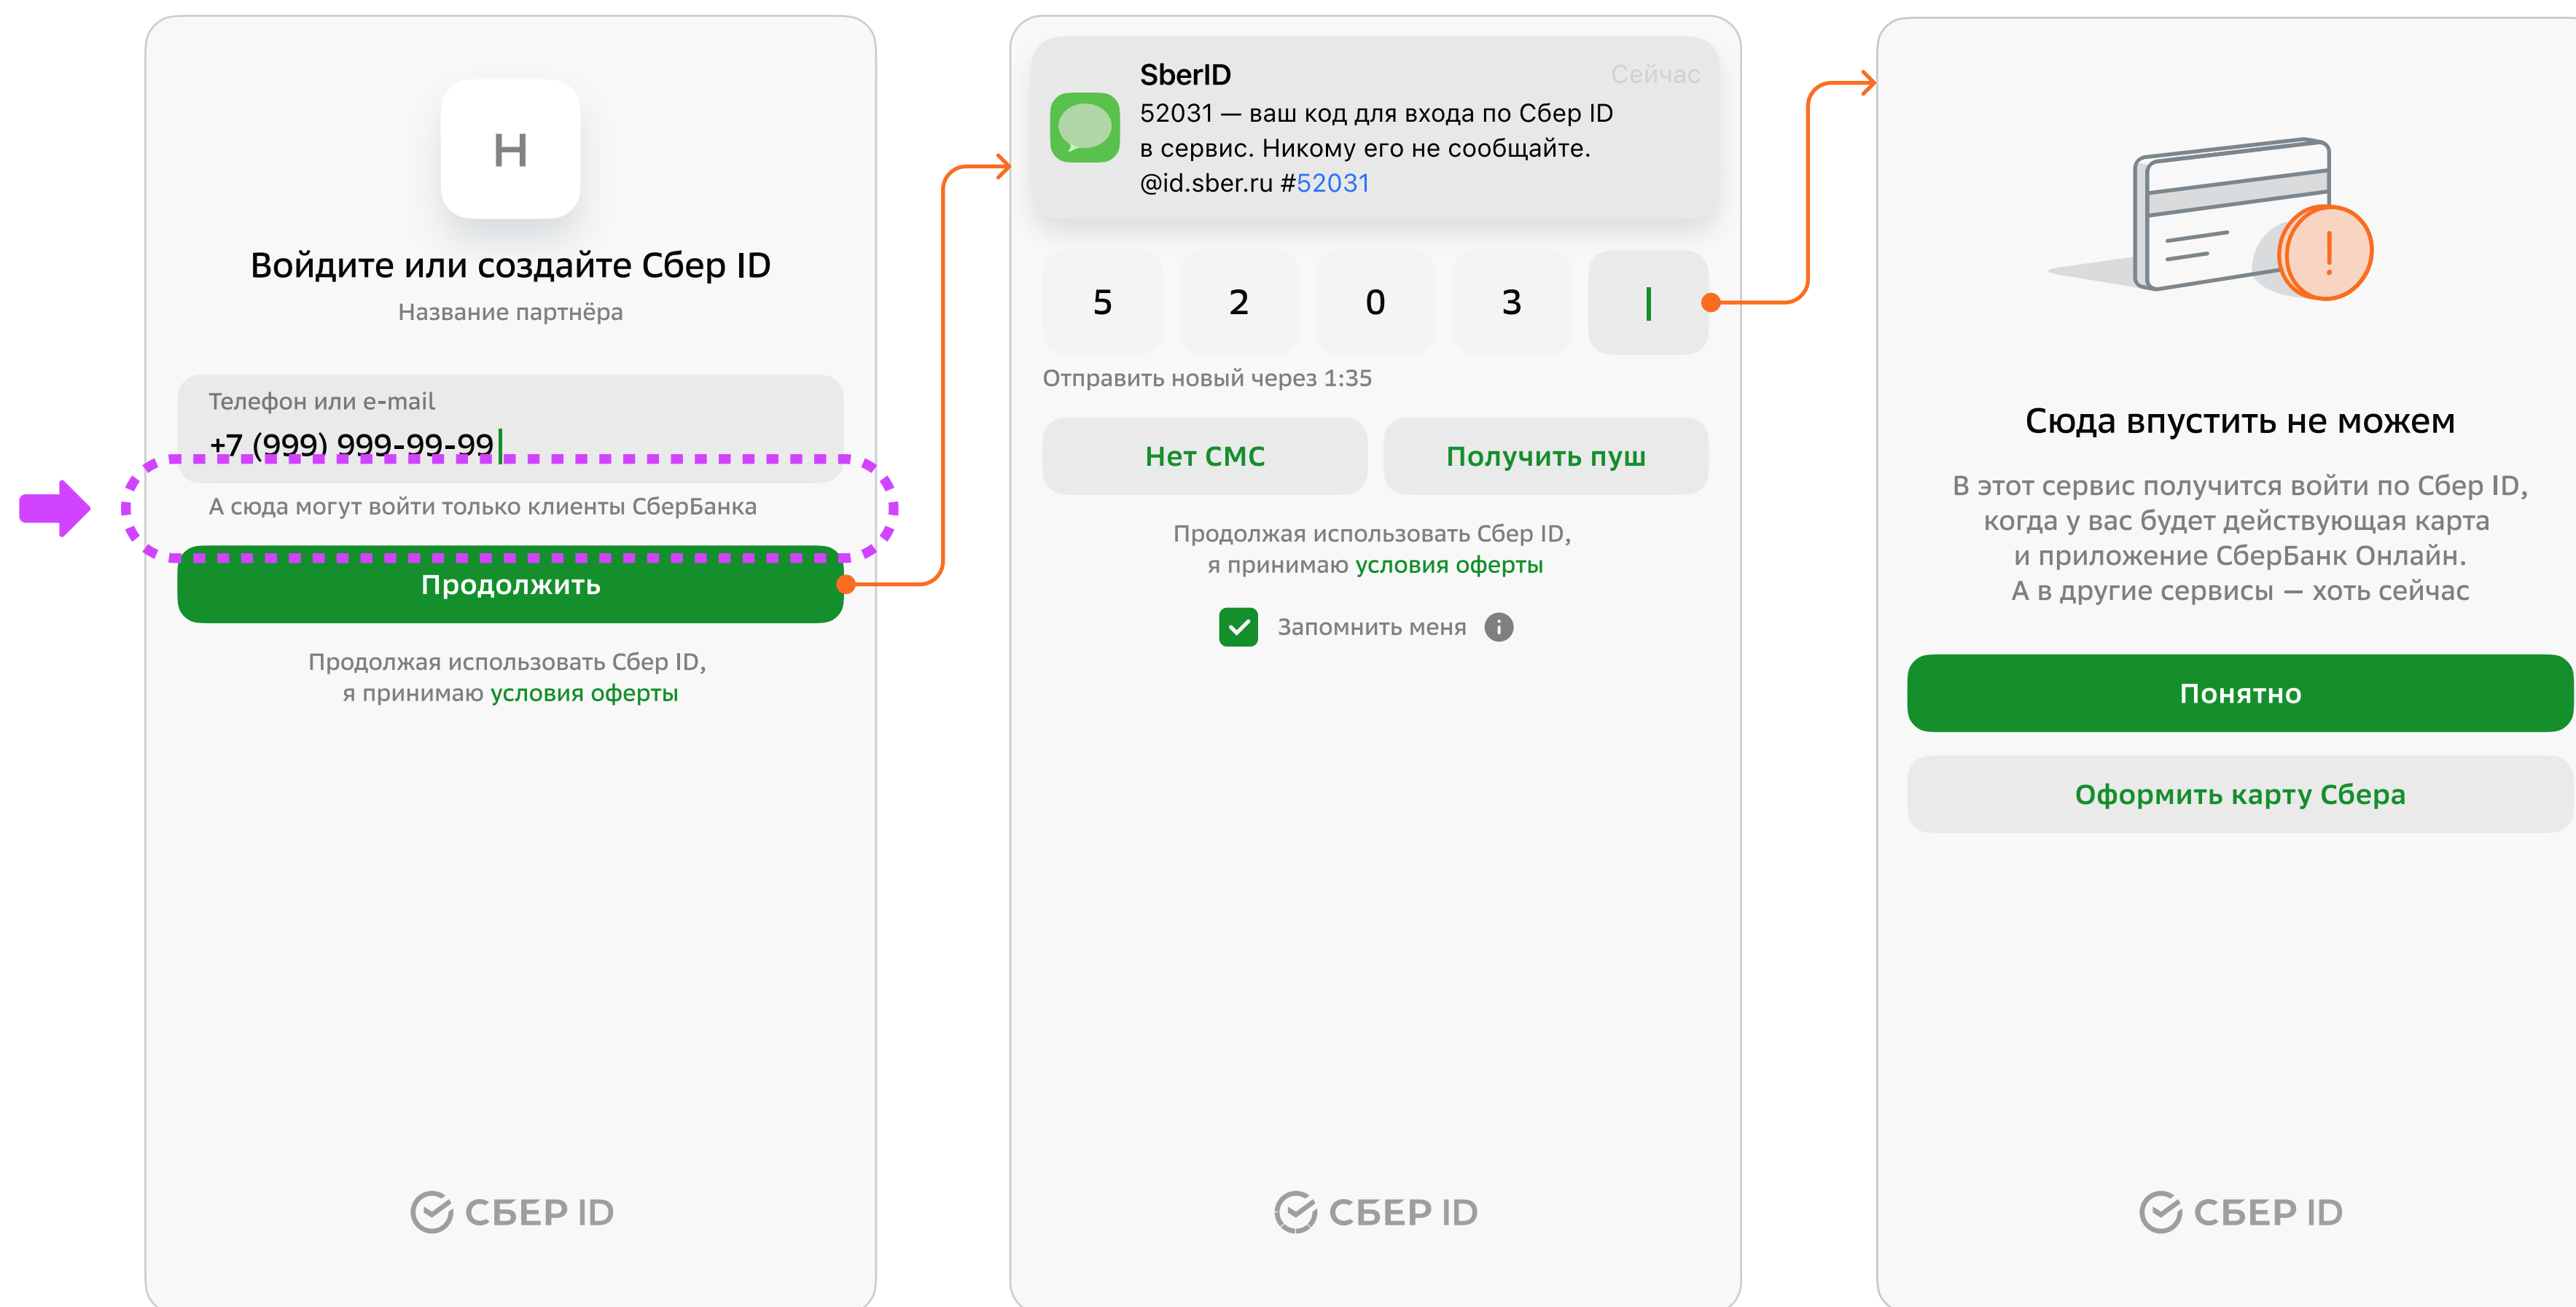 Н
Войдите или создайте Сбер ID
Название партнёра
Телефон или e-mail
+7 (999) 999-99-99
А сюда могут войти только клиенты СберБанка
Продолжить
Продолжая использовать Сбер ID,
я принимаю условия оферты
СБЕР ID
SberID
Сейчас
52031 — ваш код для входа по Сбер ID
в сервис. Никому его не сообщайте.
@id.sber.ru #52031
5 2 0 3
Отправить новый через 1:35
Нет СМС
Получить пуш
Продолжая использовать Сбер ID,
я принимаю условия оферты
Запомнить меня
СБЕР ID
!
Сюда впустить не можем
В этот сервис получится войти по Сбер ID,
когда у вас будет действующая карта
и приложение СберБанк Онлайн.
А в другие сервисы — хоть сейчас
Понятно
Оформить карту Сбера
СБЕР ID